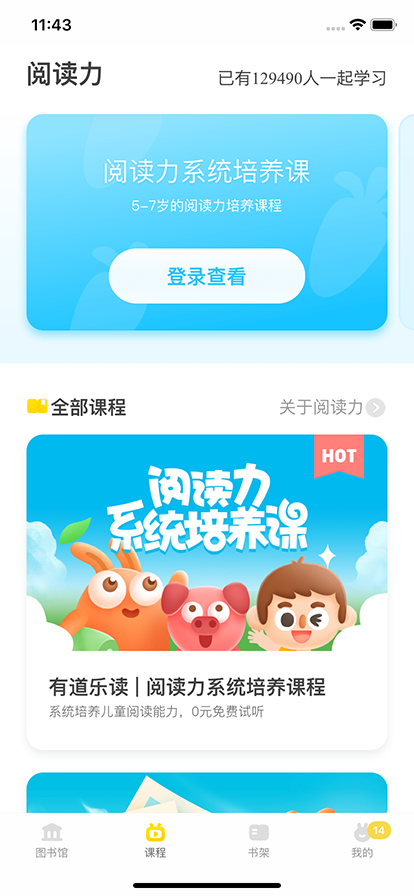 11:43
阅读力
已有129490人一起学习
阅读力系统培养课
5-7岁的阅读力培养课程
登录查看
全部课程
关于阅读力
HOT
阅读力
系统培养课
有道乐读 | 阅读力系统培养课程
系统培养儿童阅读能力，0元免费试听
14
图书馆
课程
书架
我的